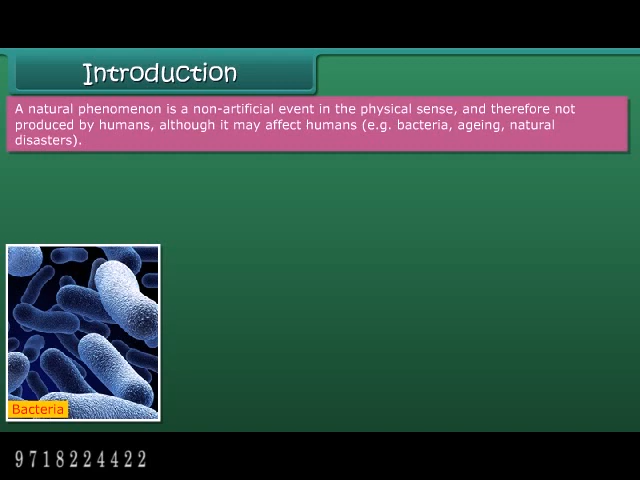 Introduction
A natural phenomenon is a non-artificial event in the physical sense, and therefore not
produced by humans, although it may affect humans (e.g. bacteria, ageing, natural
disasters).
Bacteria
9718224422